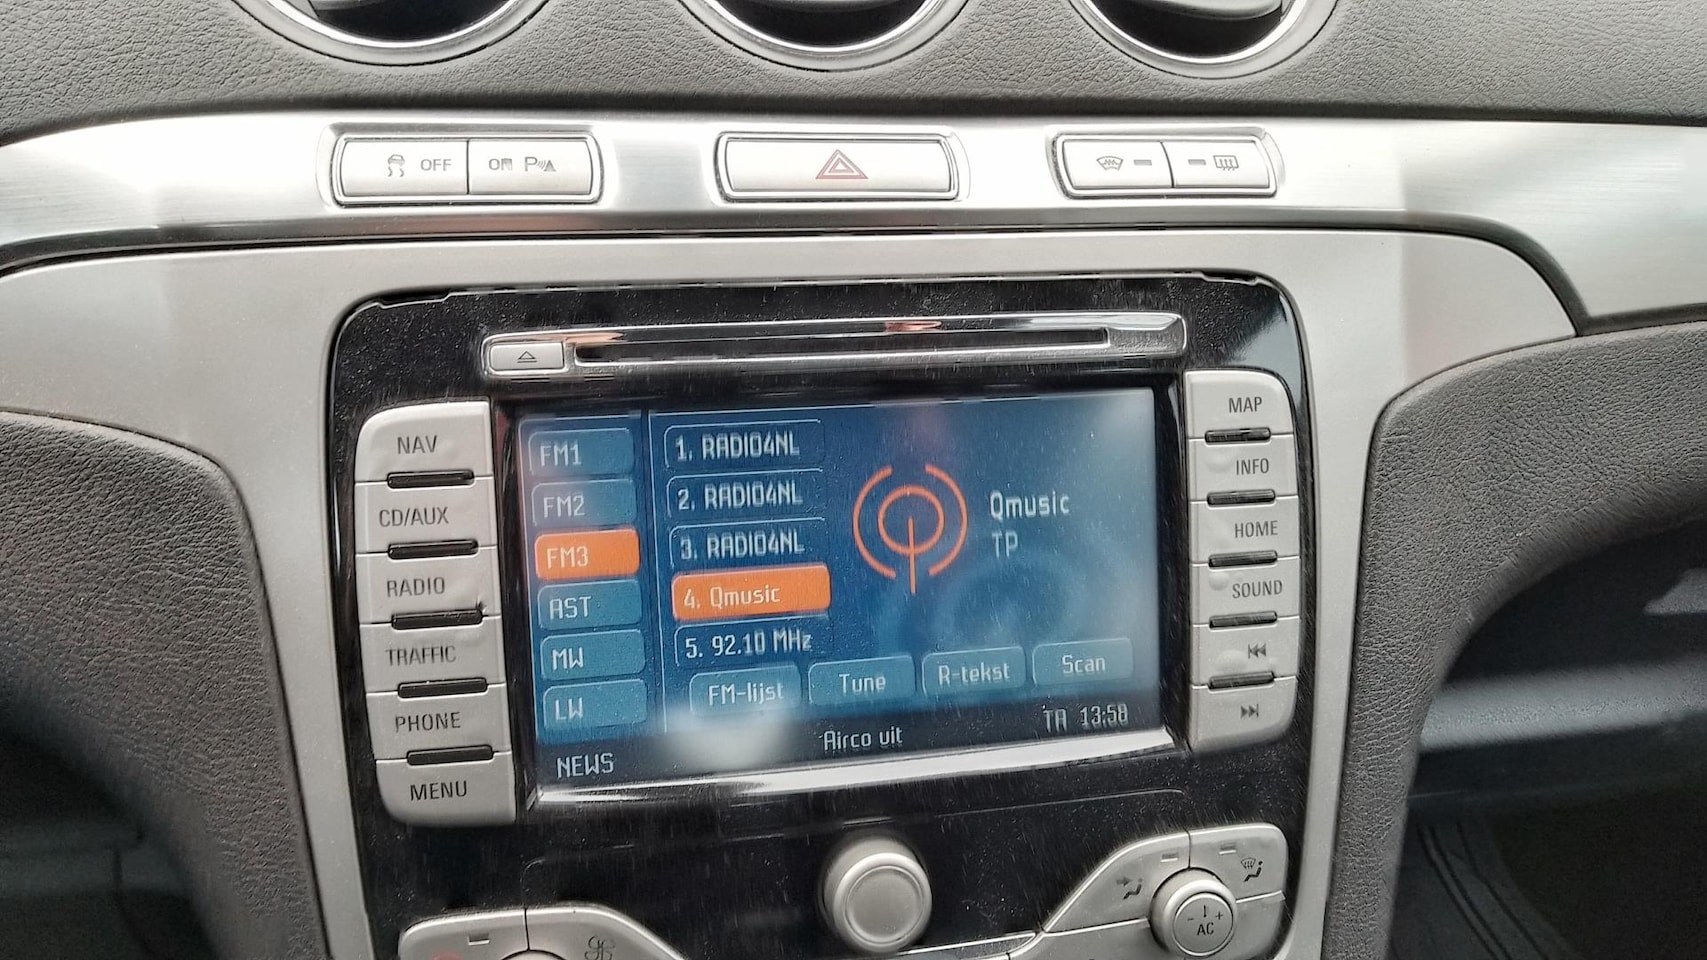 OFF ON P
NAV
CD/AUX
RADIO
TRAFFIC
PHONE
MENU
FM1
FM2
FM3
AST
MW
LW
1. RADIO4NL
2. RADIO4NL
3. RADIO4NL
4. Qmusic
5. 92.10 MHz
Qmusic
TP
FM-lijst Tune R-tekst Scan
NEWS Airco uit TA 13:58
MAP
INFO
HOME
SOUND
- + AC